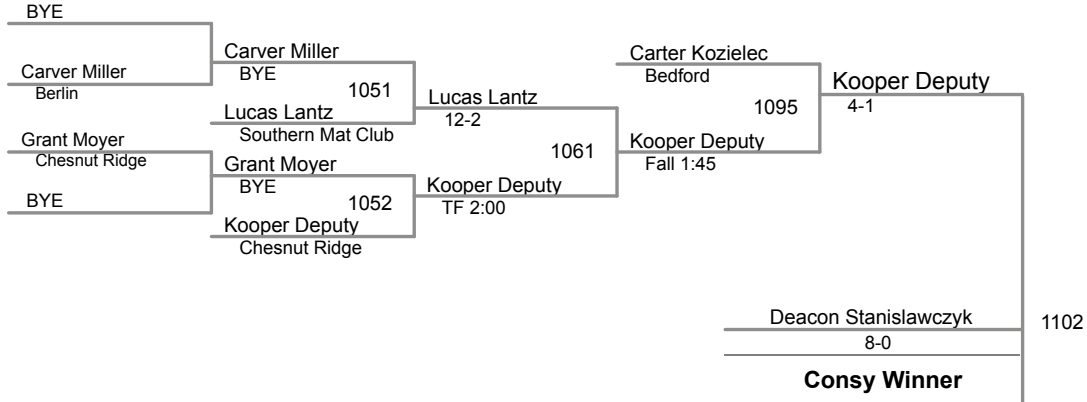 BYE
Carver Miller
Berlin
Grant Moyer
Chesnut Ridge
BYE
Carver Miller
BYE
1051
Lucas Lantz
Southern Mat Club
Grant Moyer
BYE
1052
Kooper Deputy
Chesnut Ridge
Lucas Lantz
12-2
1061
Kooper Deputy
TF 2:00
Carter Kozielec
Bedford
1095
Kooper Deputy
Fall 1:45
Kooper Deputy
4-1
Deacon Stanislawczyk
8-0
1102
Consy Winner